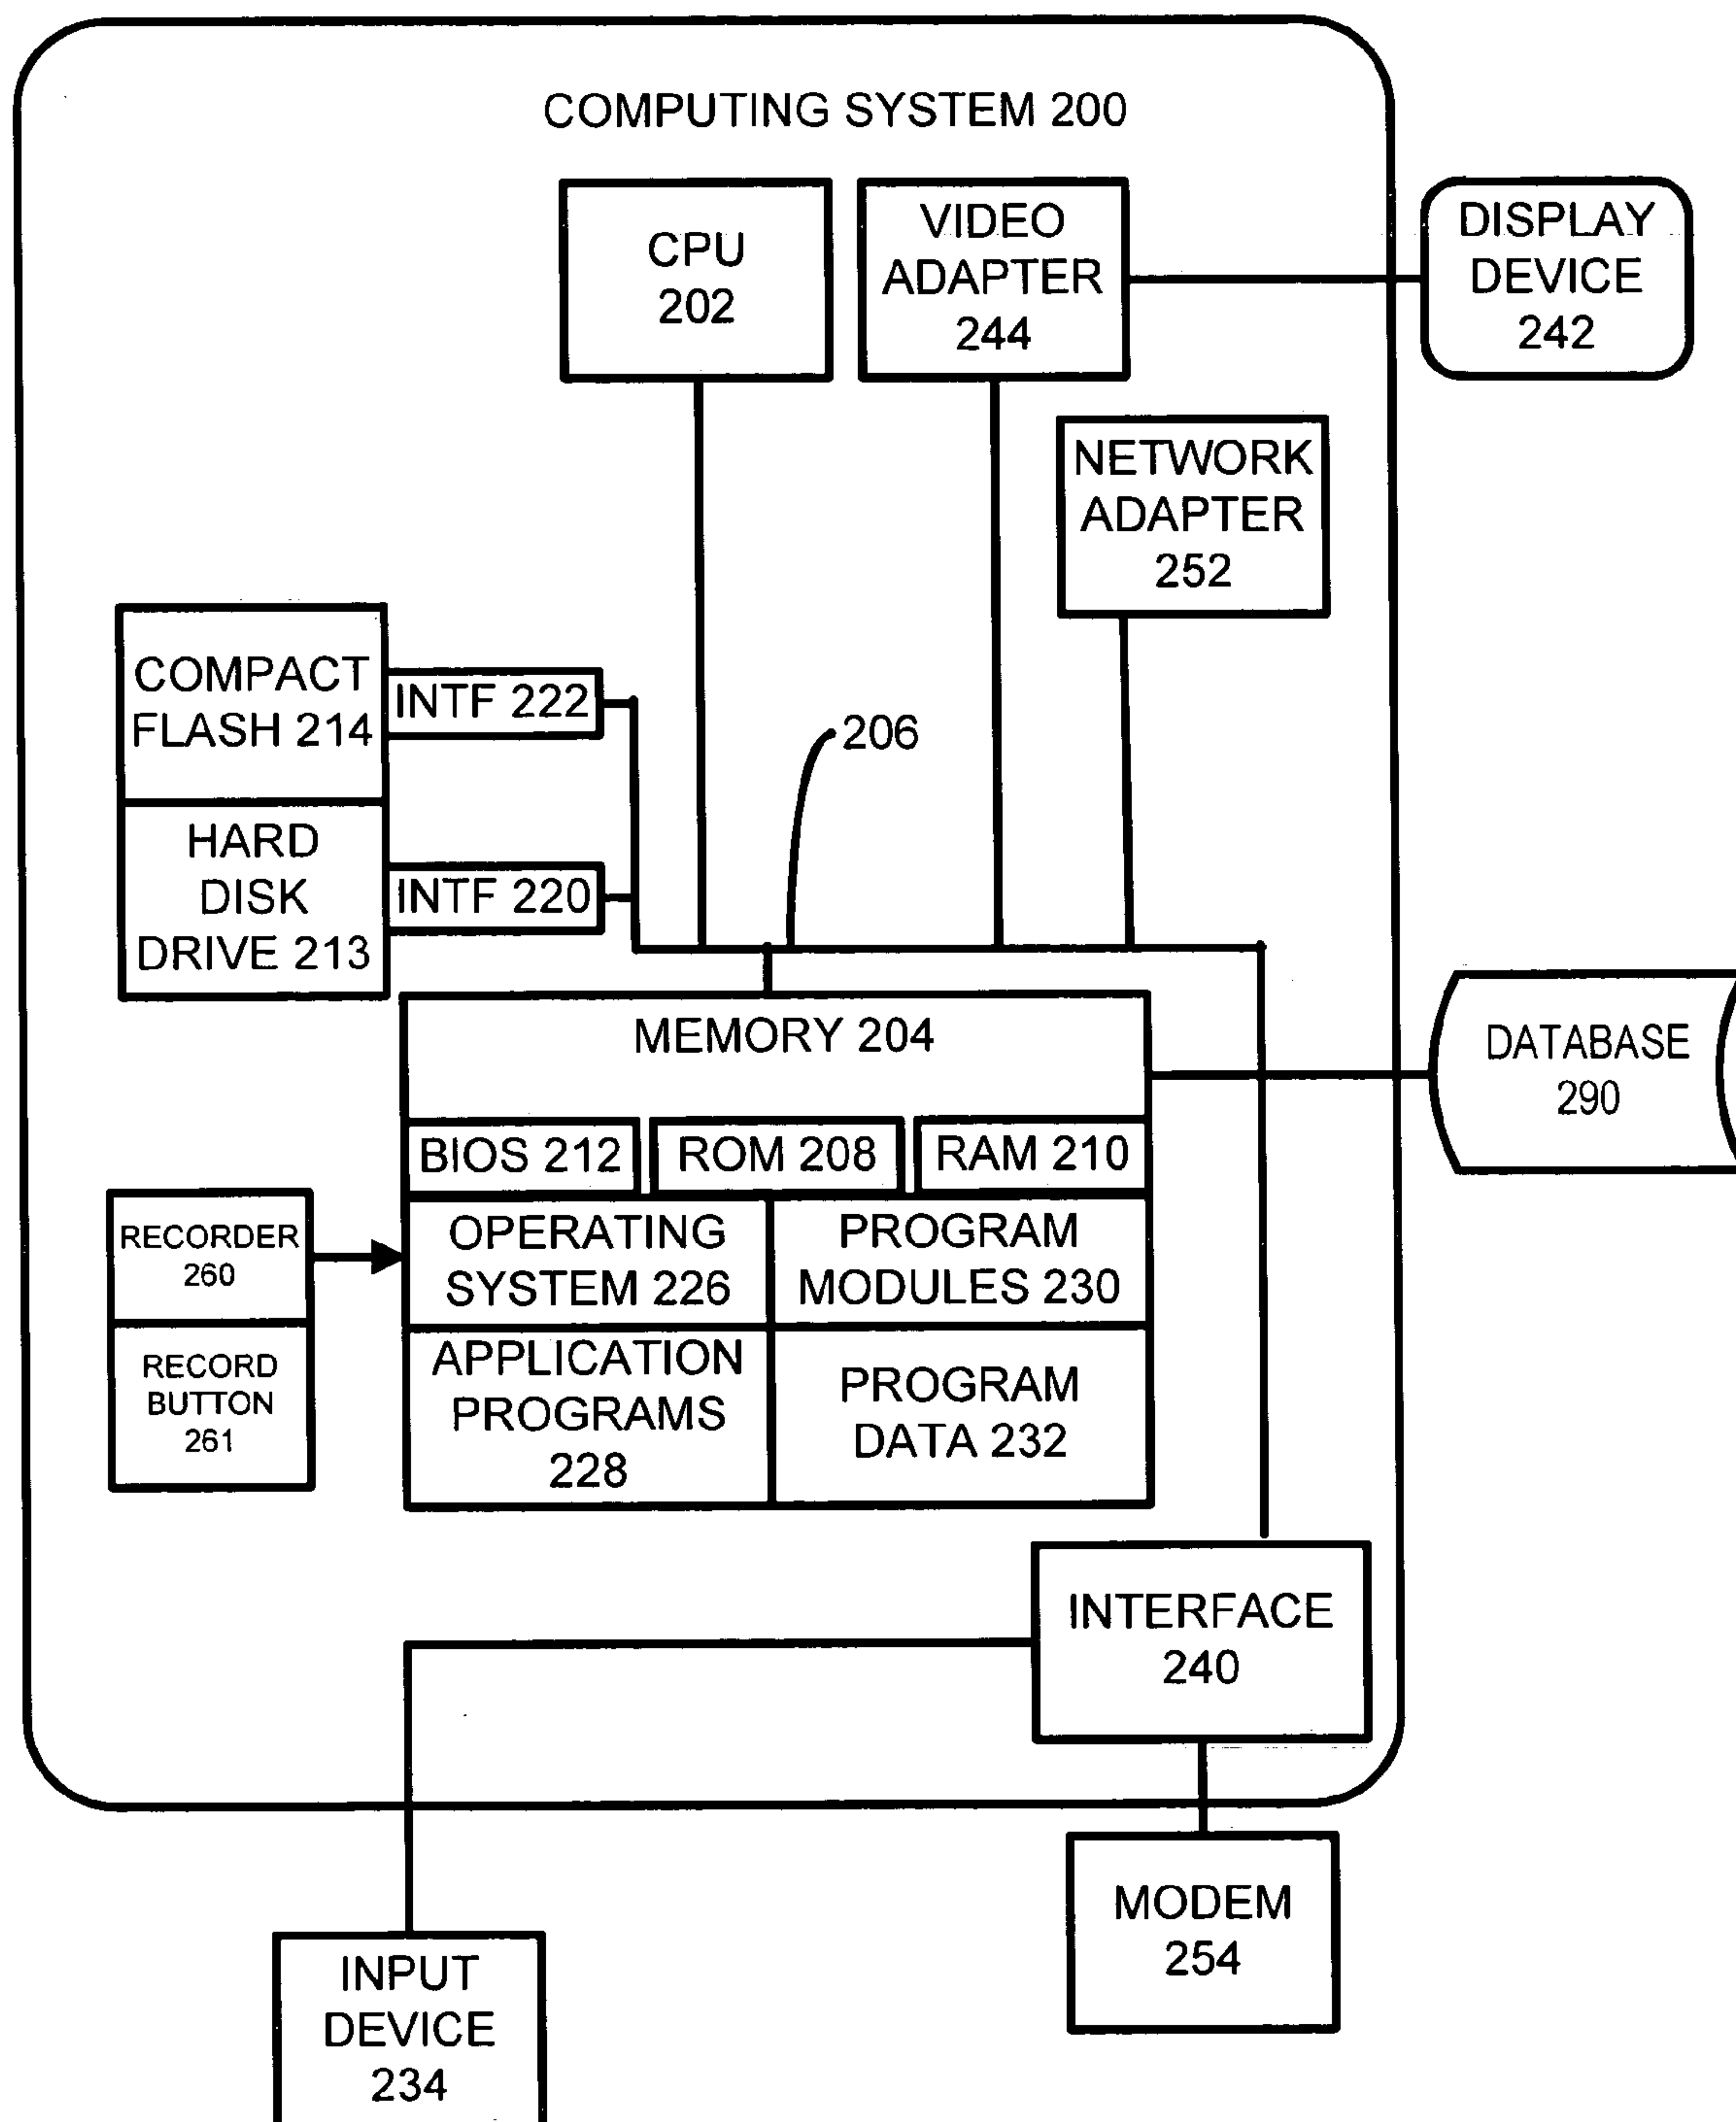 COMPUTING SYSTEM 200
CPU
202
VIDEO
ADAPTER
244
DISPLAY
DEVICE
242
NETWORK
ADAPTER
252
COMPACT
FLASH 214
INTF 222
206
HARD
DISK
DRIVE 213
INTF 220
MEMORY 204
DATABASE
290
BIOS 212
ROM 208
RAM 210
RECORDER
260
OPERATING
SYSTEM 226
PROGRAM
MODULES 230
RECORD
BUTTON
261
APPLICATION
PROGRAMS
228
PROGRAM
DATA 232
INTERFACE
240
MODEM
254
INPUT
DEVICE
234